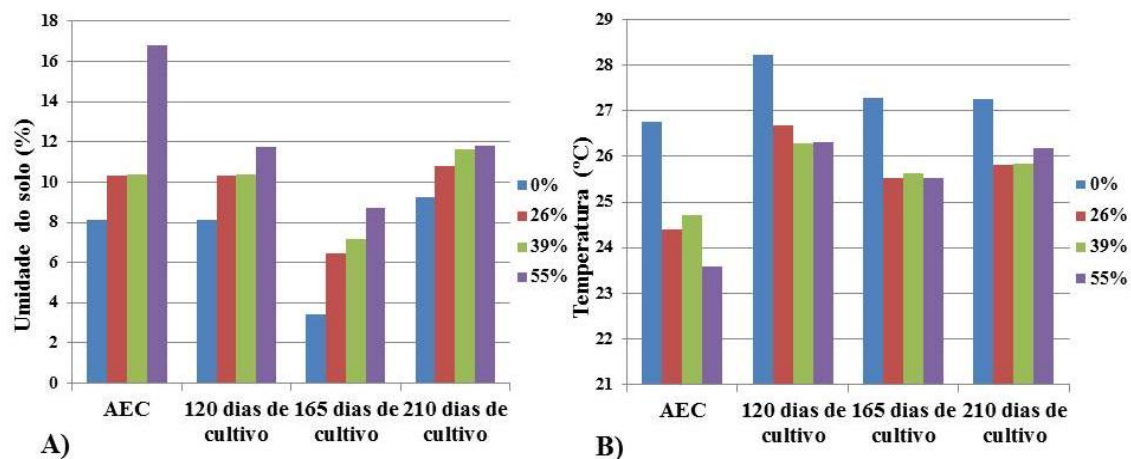 18
16
14
12
10
8
6
4
2
0
Umidade do solo (%)
AEC
120 dias de cultivo
165 dias de cultivo
210 dias de cultivo
0%
26%
39%
55%
A)
29
28
27
26
25
24
23
22
21
Temperatura (ºC)
AEC
120 dias de cultivo
165 dias de cultivo
210 dias de cultivo
0%
26%
39%
55%
B)